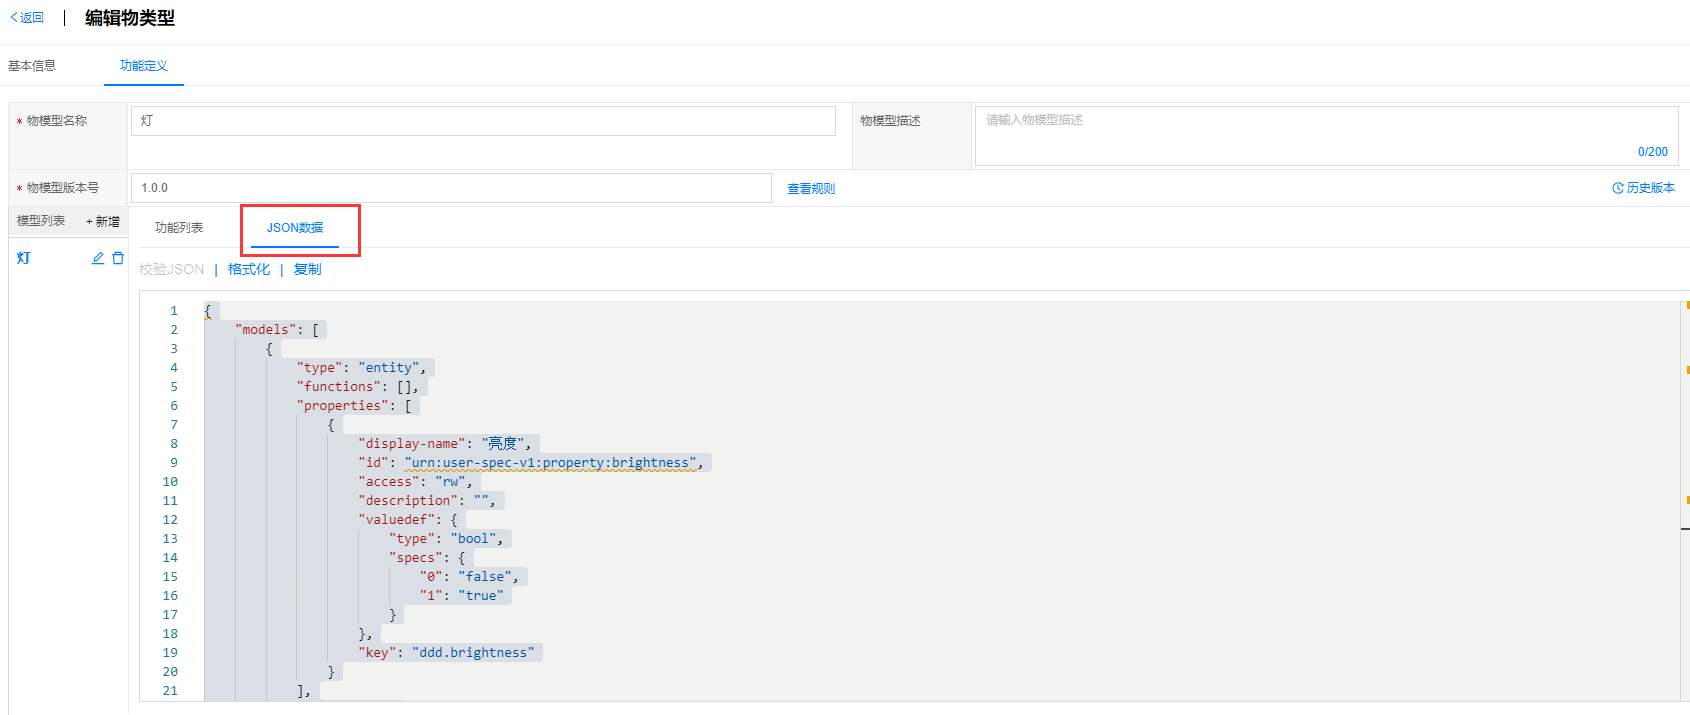 返回 | 编辑物类型
基本信息 功能定义
* 物模型名称 灯 物模型描述 请输入物模型描述
0/200
* 物模型版本号 1.0.0 查看规则 历史版本
模型列表 + 新增 功能列表 JSON数据
灯
校验JSON | 格式化 | 复制
1 {
2 "models": [
3 {
4 "type": "entity",
5 "functions": [],
6 "properties": [
7 {
8 "display-name": "亮度",
9 "id": "urn:user-spec-v1:property:brightness",
10 "access": "rw",
11 "description": "",
12 "valuedef": {
13 "type": "bool",
14 "specs": {
15 "0": "false",
16 "1": "true"
17 }
18 },
19 "key": "ddd.brightness"
20 }
21 ],